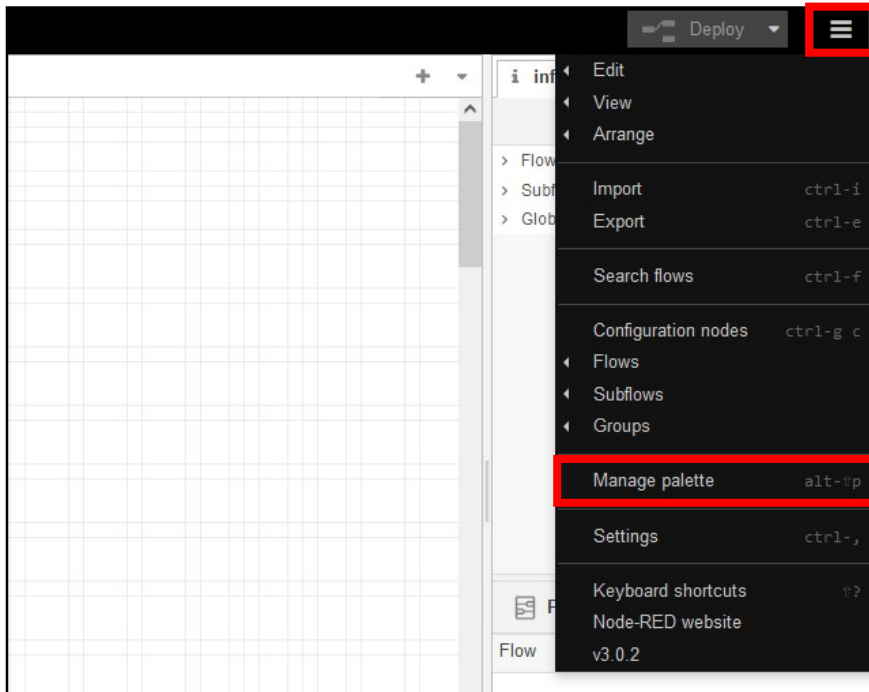 Deploy
i inf
Edit
View
Arrange
Flow
Subf
Glob
Import ctrl-i
Export ctrl-e
Search flows ctrl-f
Configuration nodes ctrl-g c
Flows
Subflows
Groups
Manage palette alt-⇧p
Settings ctrl-,
Keyboard shortcuts ⇧?
Node-RED website
F
Flow
v3.0.2